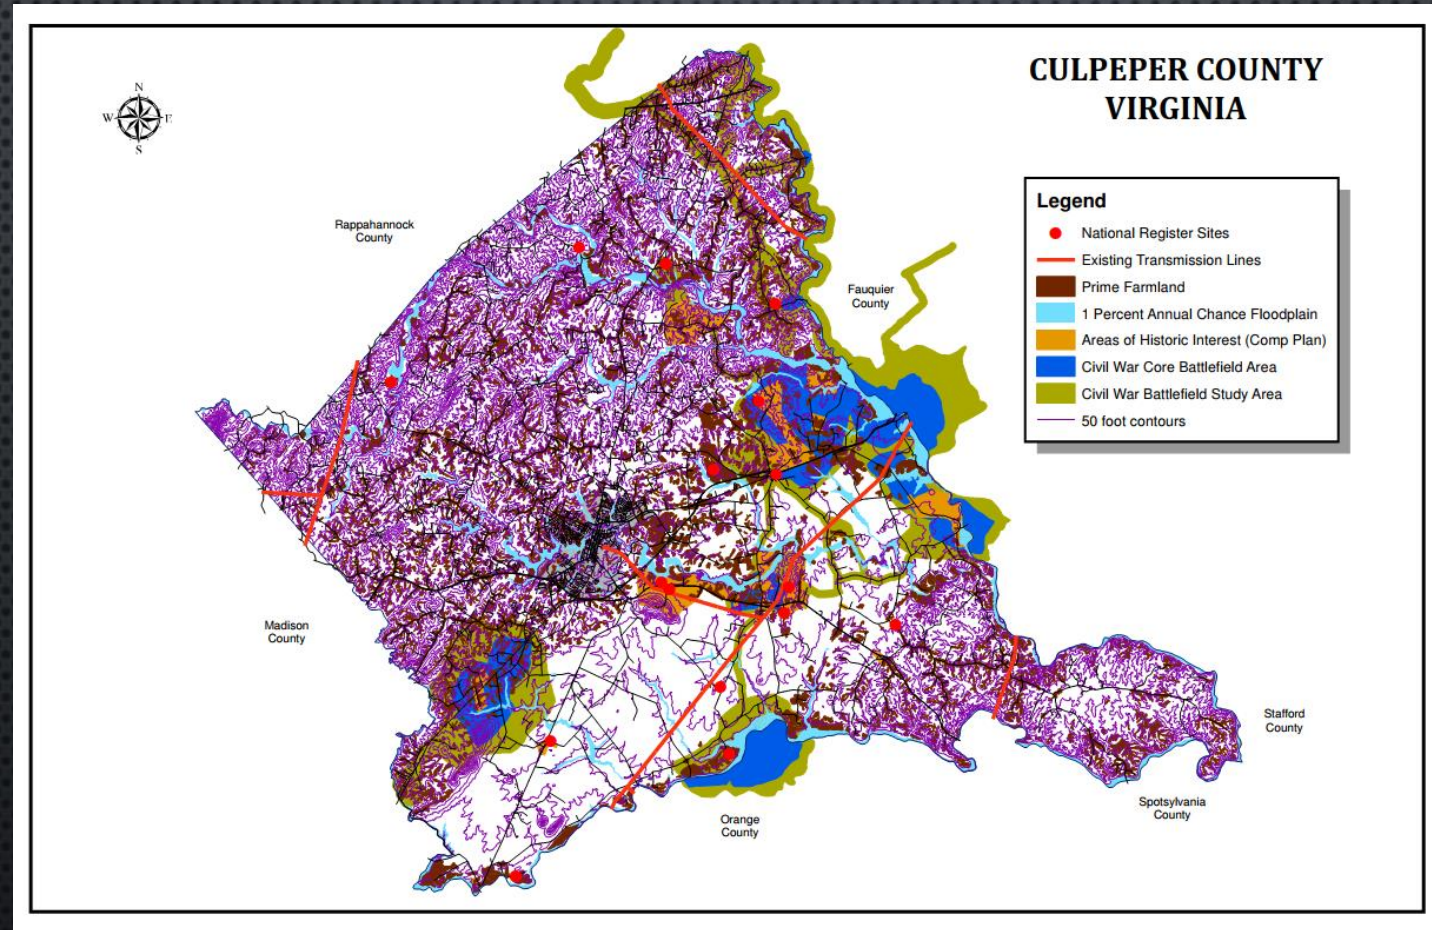 CULPEPER COUNTY
VIRGINIA
N
W E
S
Legend
National Register Sites
Existing Transmission Lines
Prime Farmland
1 Percent Annual Chance Floodplain
Areas of Historic Interest (Comp Plan)
Civil War Core Battlefield Area
Civil War Battlefield Study Area
50 foot contours
Rappahannock
County
Fauquier
County
Madison
County
Stafford
County
Spotsylvania
County
Orange
County